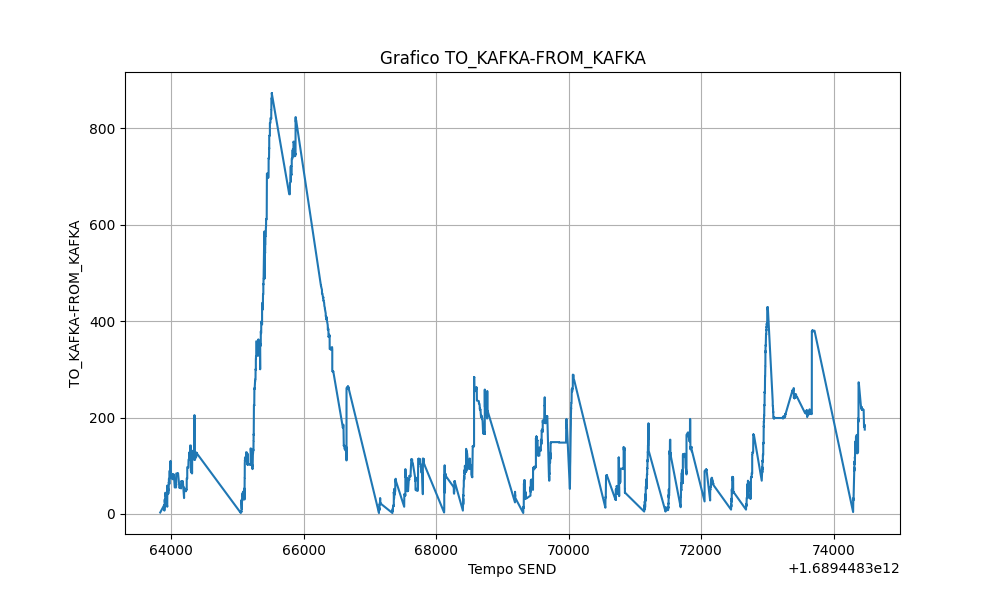 Grafico TO_KAFKA-FROM_KAFKA
TO_KAFKA-FROM_KAFKA
800
600
400
200
0
64000 66000 68000 70000 72000 74000
Tempo SEND
+1.6894483e12